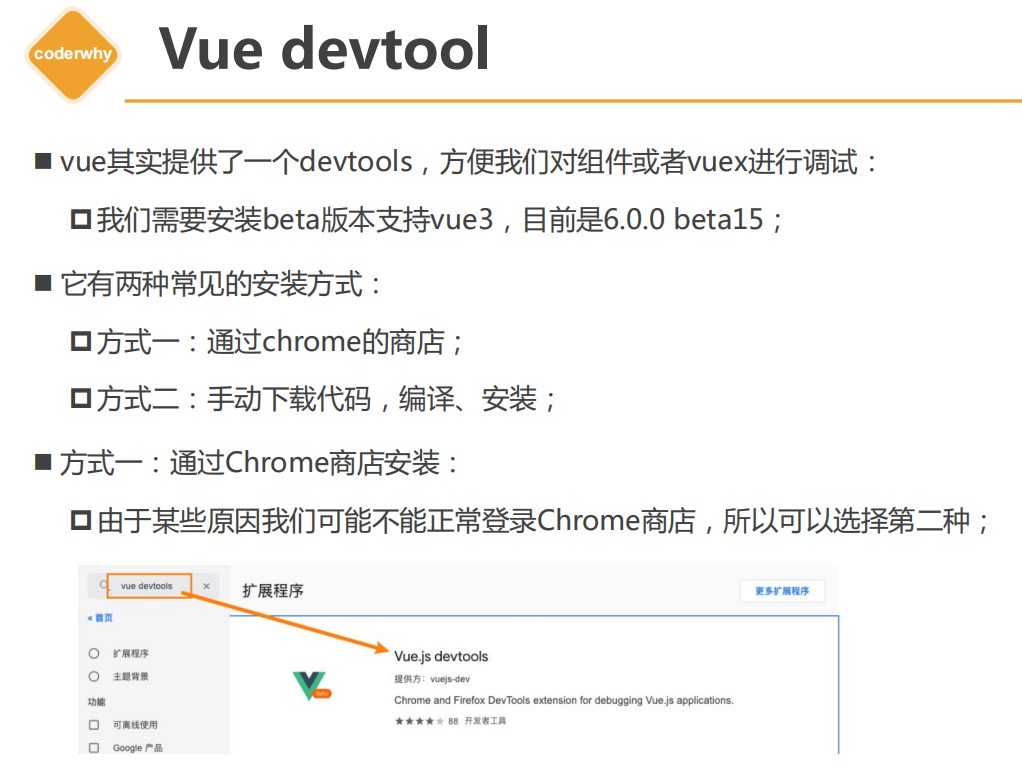 coderwhy
Vue devtool
vue其实提供了一个devtools，方便我们对组件或者vuex进行调试：
我们需要安装beta版本支持vue3，目前是6.0.0 beta15；
它有两种常见的安装方式：
方式一：通过chrome的商店；
方式二：手动下载代码，编译、安装；
方式一：通过Chrome商店安装：
由于某些原因我们可能不能正常登录Chrome商店，所以可以选择第二种；
vue devtools ×
扩展程序
更多扩展程序
« 首页
扩展程序
主题背景
功能
可离线使用
Google 产品
Vue.js devtools
提供方：vuejs-dev
Chrome and Firefox DevTools extension for debugging Vue.js applications.
★★★★★ 88 开发者工具
beta